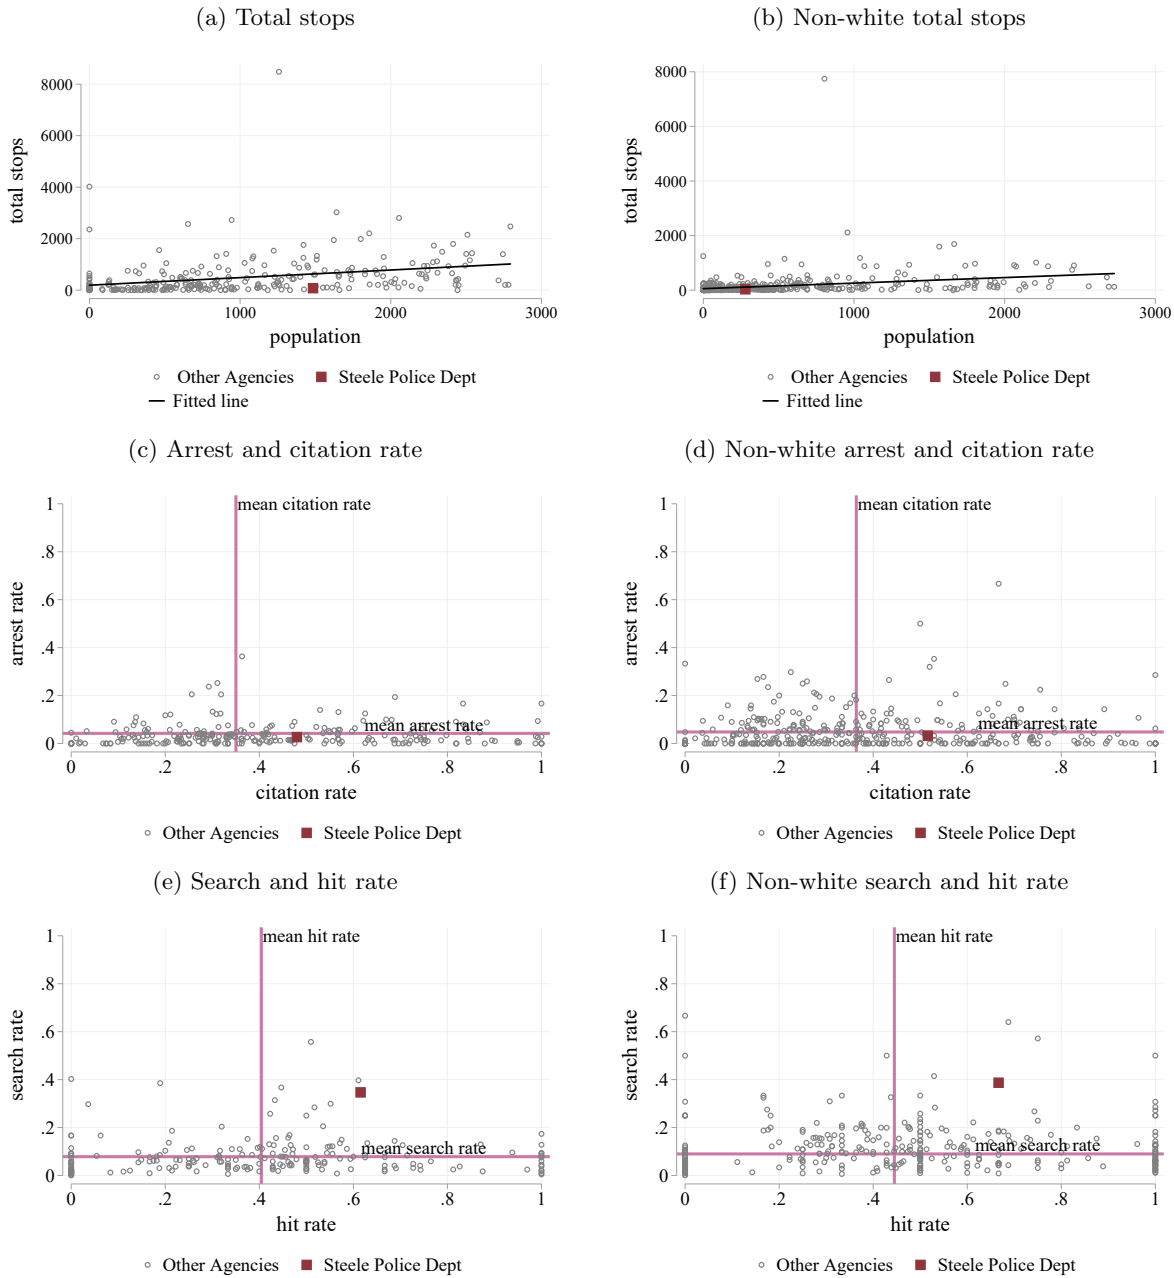 (a) Total stops
(b) Non-white total stops
8000
6000
4000
2000
0
total stops
0
1000
2000
3000
population
Other Agencies
Steele Police Dept
Fitted line
8000
6000
4000
2000
0
total stops
0
1000
2000
3000
population
Other Agencies
Steele Police Dept
Fitted line
(c) Arrest and citation rate
(d) Non-white arrest and citation rate
1
.8
.6
.4
.2
0
arrest rate
mean citation rate
mean arrest rate
0
.2
.4
.6
.8
1
citation rate
Other Agencies
Steele Police Dept
1
.8
.6
.4
.2
0
arrest rate
mean citation rate
mean arrest rate
0
.2
.4
.6
.8
1
citation rate
Other Agencies
Steele Police Dept
(e) Search and hit rate
(f) Non-white search and hit rate
1
.8
.6
.4
.2
0
search rate
mean hit rate
mean search rate
0
.2
.4
.6
.8
1
hit rate
Other Agencies
Steele Police Dept
1
.8
.6
.4
.2
0
search rate
mean hit rate
mean search rate
0
.2
.4
.6
.8
1
hit rate
Other Agencies
Steele Police Dept